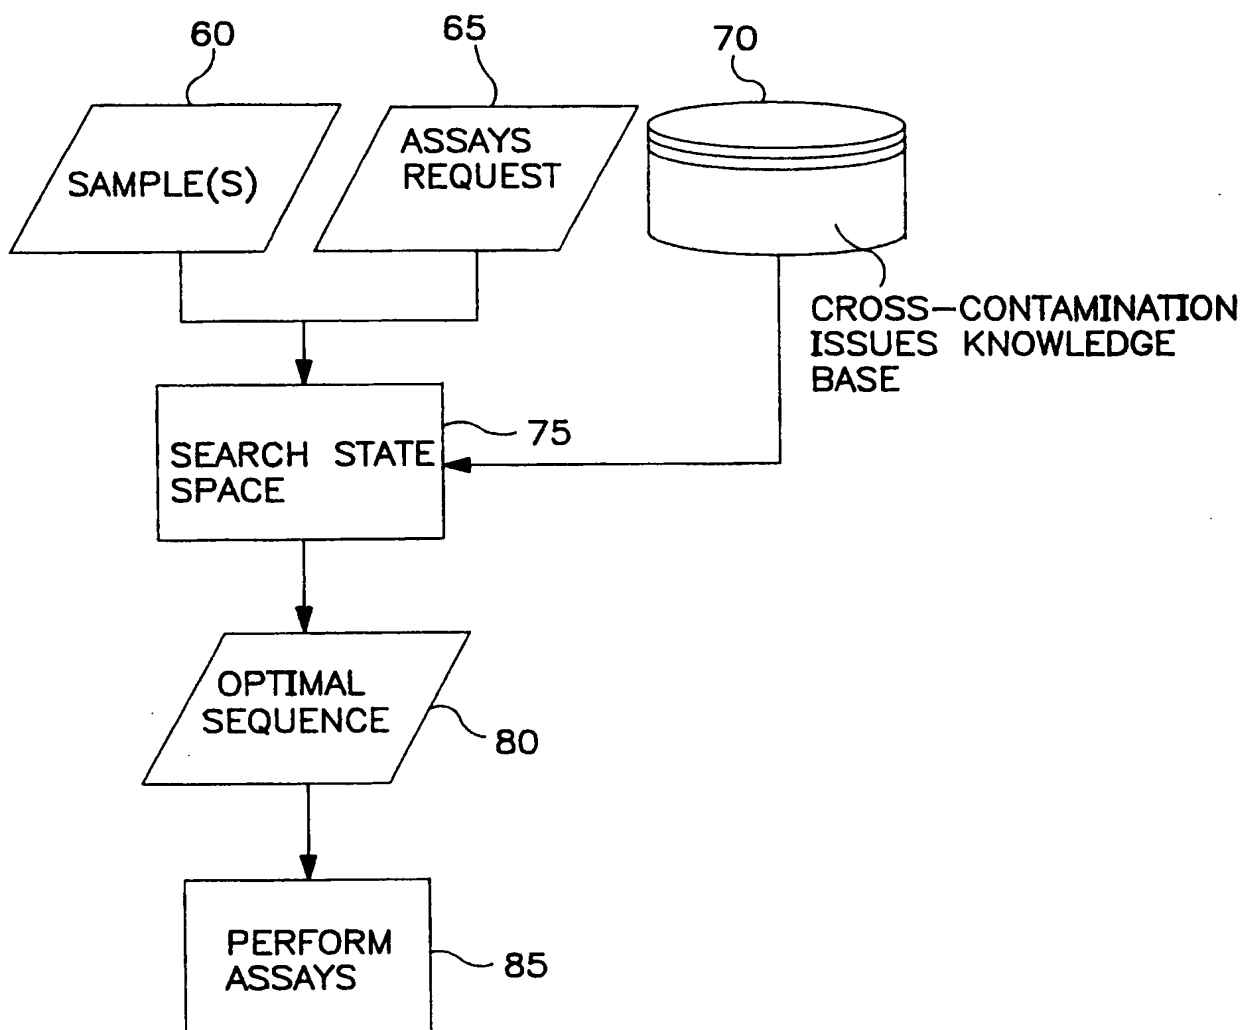 60
65
70
SAMPLE(S)
ASSAYS
REQUEST
CROSS-CONTAMINATION
ISSUES KNOWLEDGE
BASE
75
SEARCH STATE
SPACE
OPTIMAL
SEQUENCE
80
PERFORM
ASSAYS
85